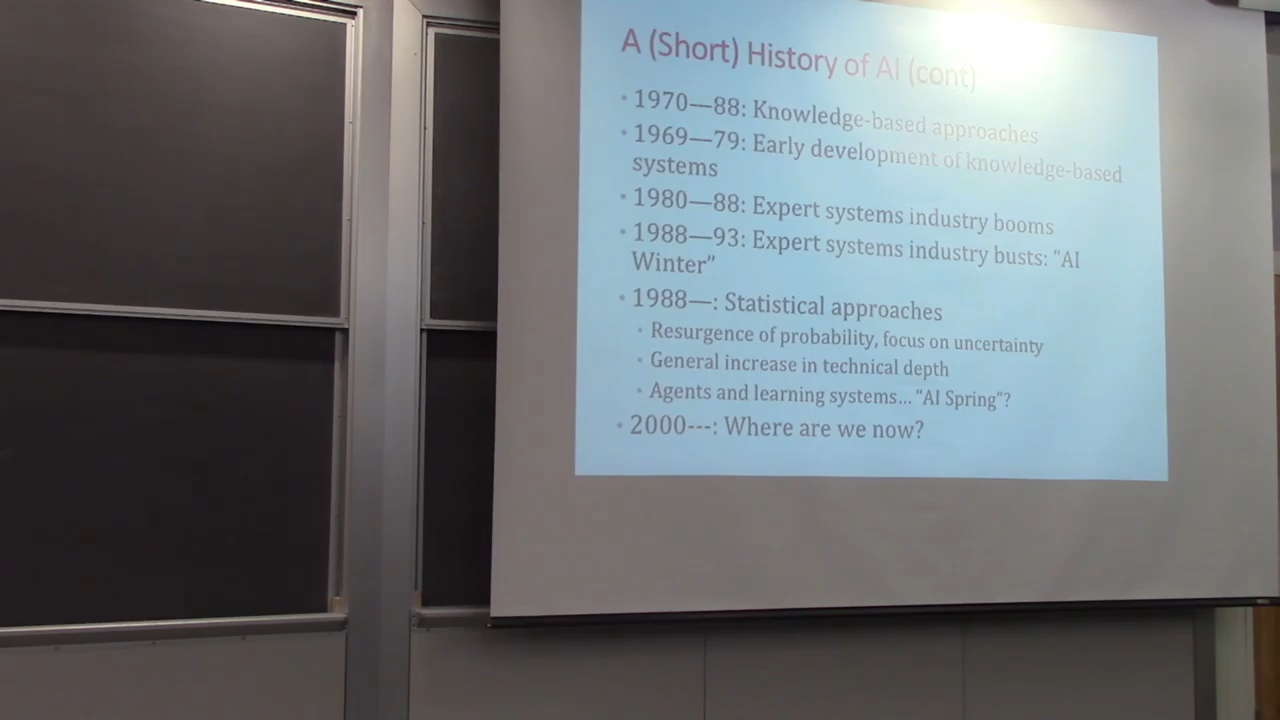 A (Short) History of AI (cont)
• 1970—88: Knowledge-based approaches
• 1969—79: Early development of knowledge-based
systems
• 1980—88: Expert systems industry booms
• 1988—93: Expert systems industry busts: “AI
Winter”
• 1988—: Statistical approaches
• Resurgence of probability, focus on uncertainty
• General increase in technical depth
• Agents and learning systems… “AI Spring”?
• 2000---: Where are we now?